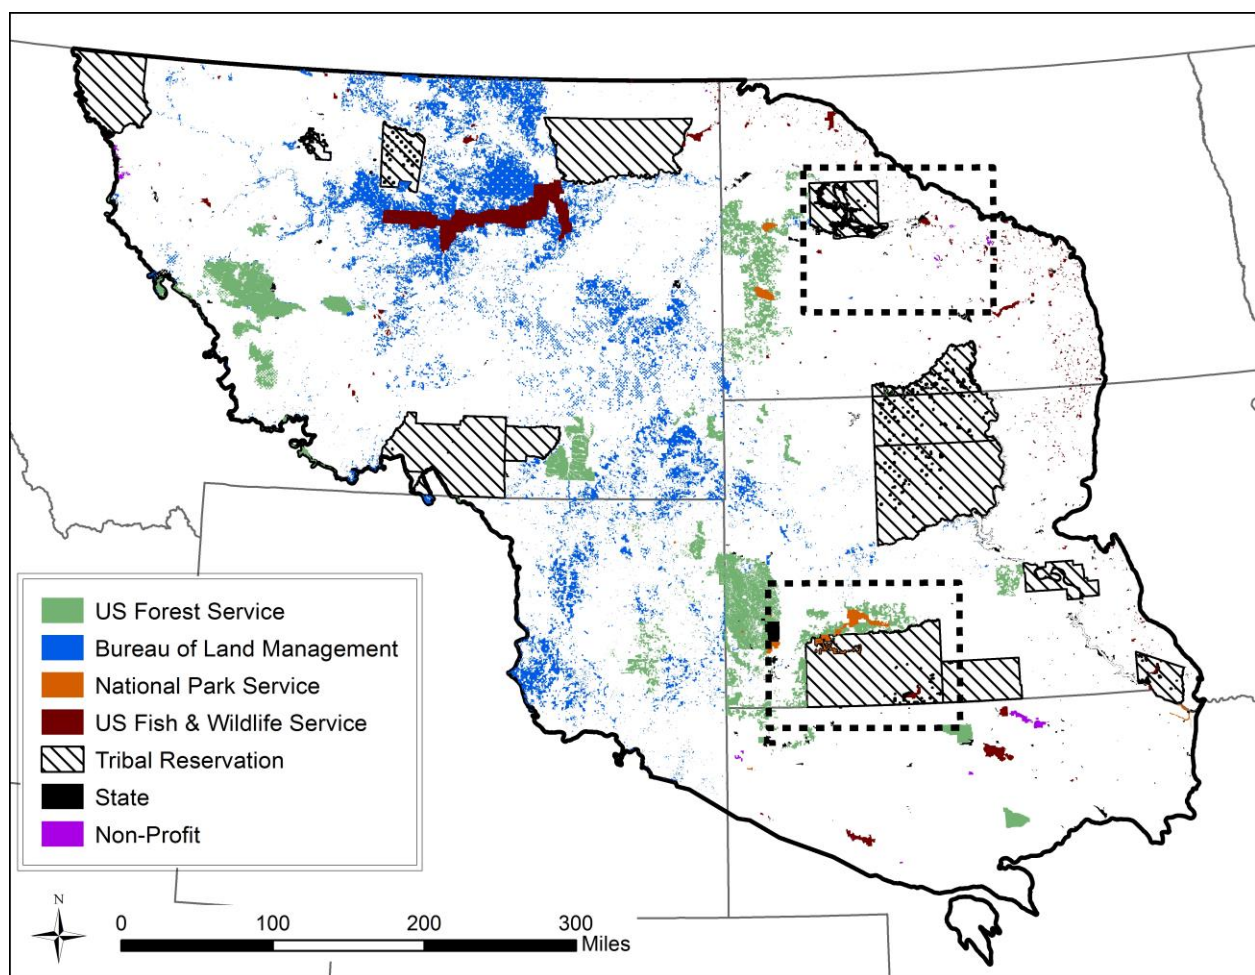 US Forest Service
Bureau of Land Management
National Park Service
US Fish & Wildlife Service
Tribal Reservation
State
Non-Profit
N
0 100 200 300
Miles